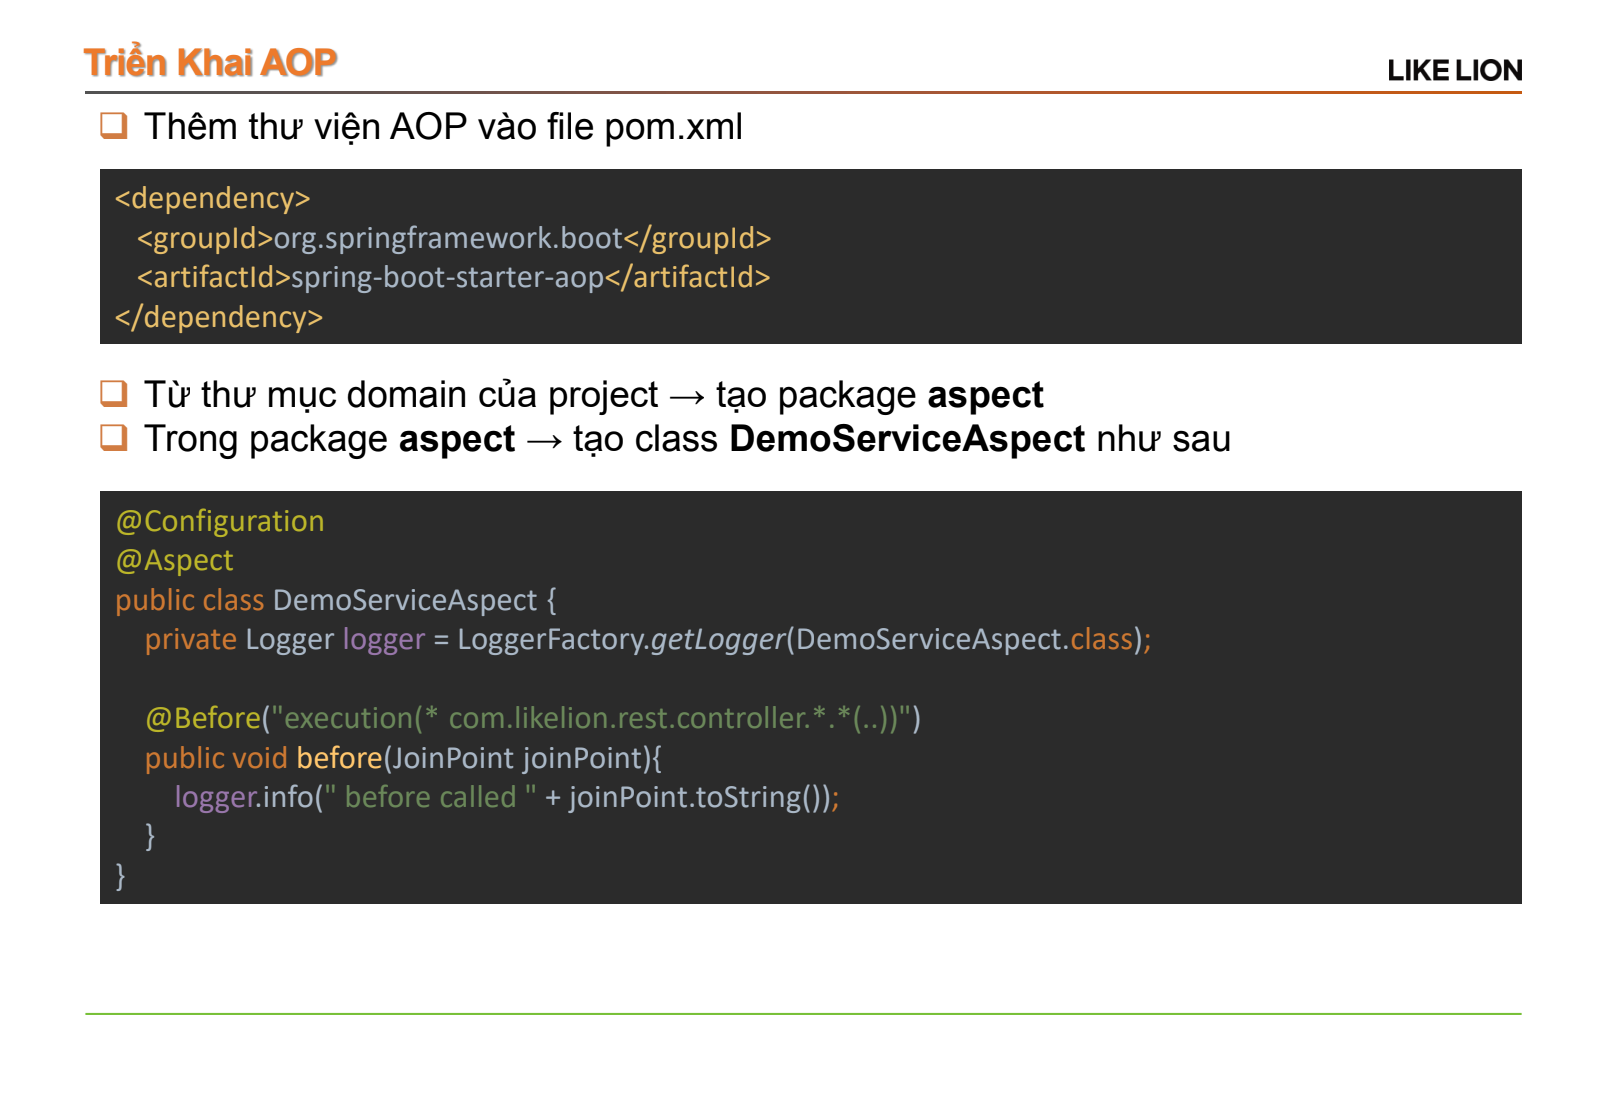 Triển Khai AOP
LIKE LION
Thêm thư viện AOP vào file pom.xml
<dependency>
<groupId>org.springframework.boot</groupId>
<artifactId>spring-boot-starter-aop</artifactId>
</dependency>
Từ thư mục domain của project → tạo package aspect
Trong package aspect → tạo class DemoServiceAspect như sau
@Configuration
@Aspect
public class DemoServiceAspect {
private Logger logger = LoggerFactory.getLogger(DemoServiceAspect.class);
@Before("execution(* com.likelion.rest.controller.*.*(..))")
public void before(JoinPoint joinPoint){
logger.info(" before called " + joinPoint.toString());
}
}